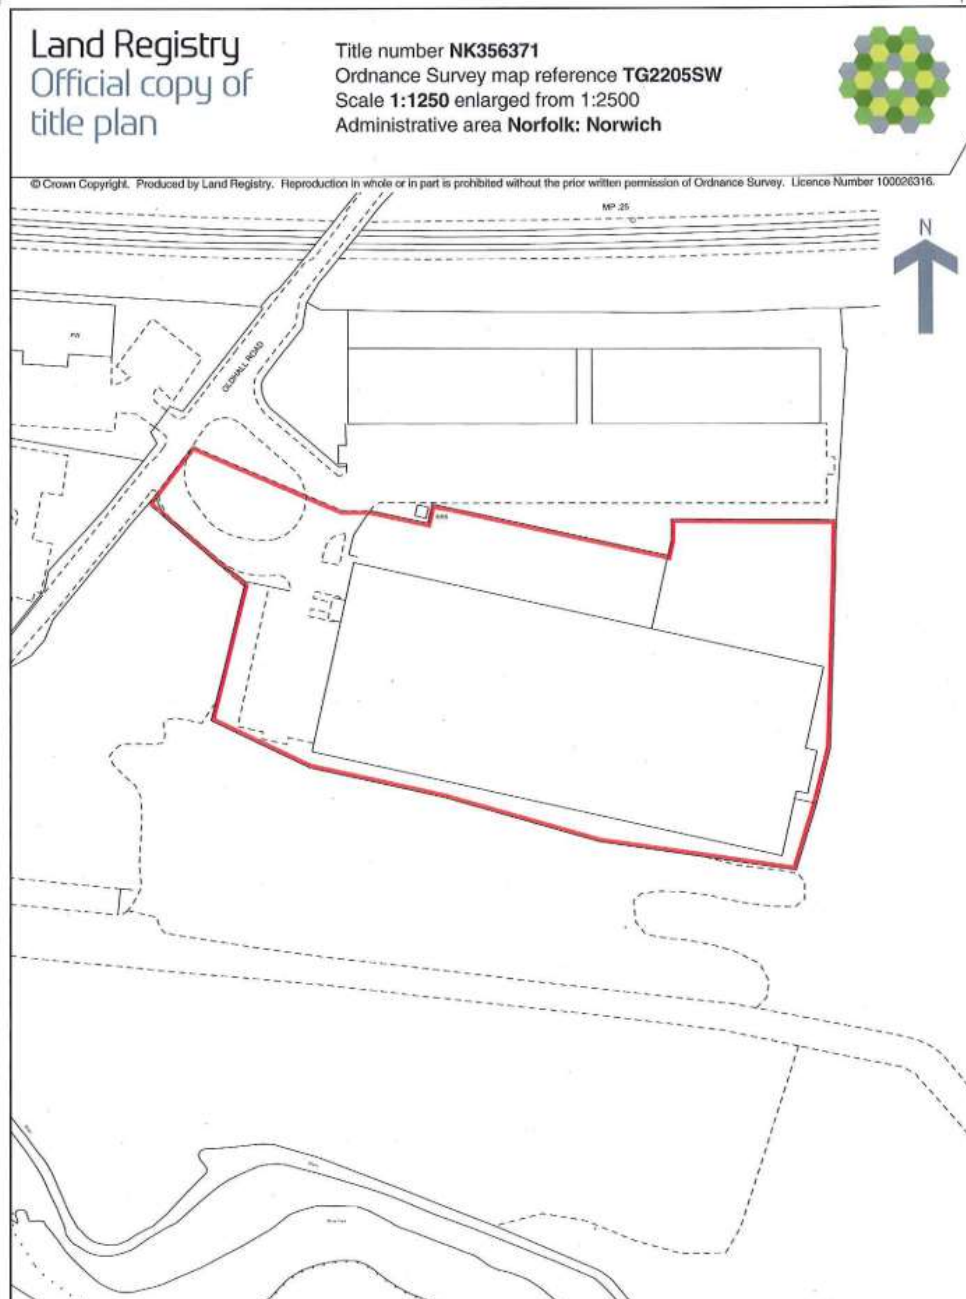 Land Registry
Official copy of
title plan
Title number NK356371
Ordnance Survey map reference TG2205SW
Scale 1:1250 enlarged from 1:2500
Administrative area Norfolk: Norwich
© Crown Copyright. Produced by Land Registry. Reproduction in whole or in part is prohibited without the prior written permission of Ordnance Survey. Licence Number 100026316.
MP .25
N
OLDHALL ROAD